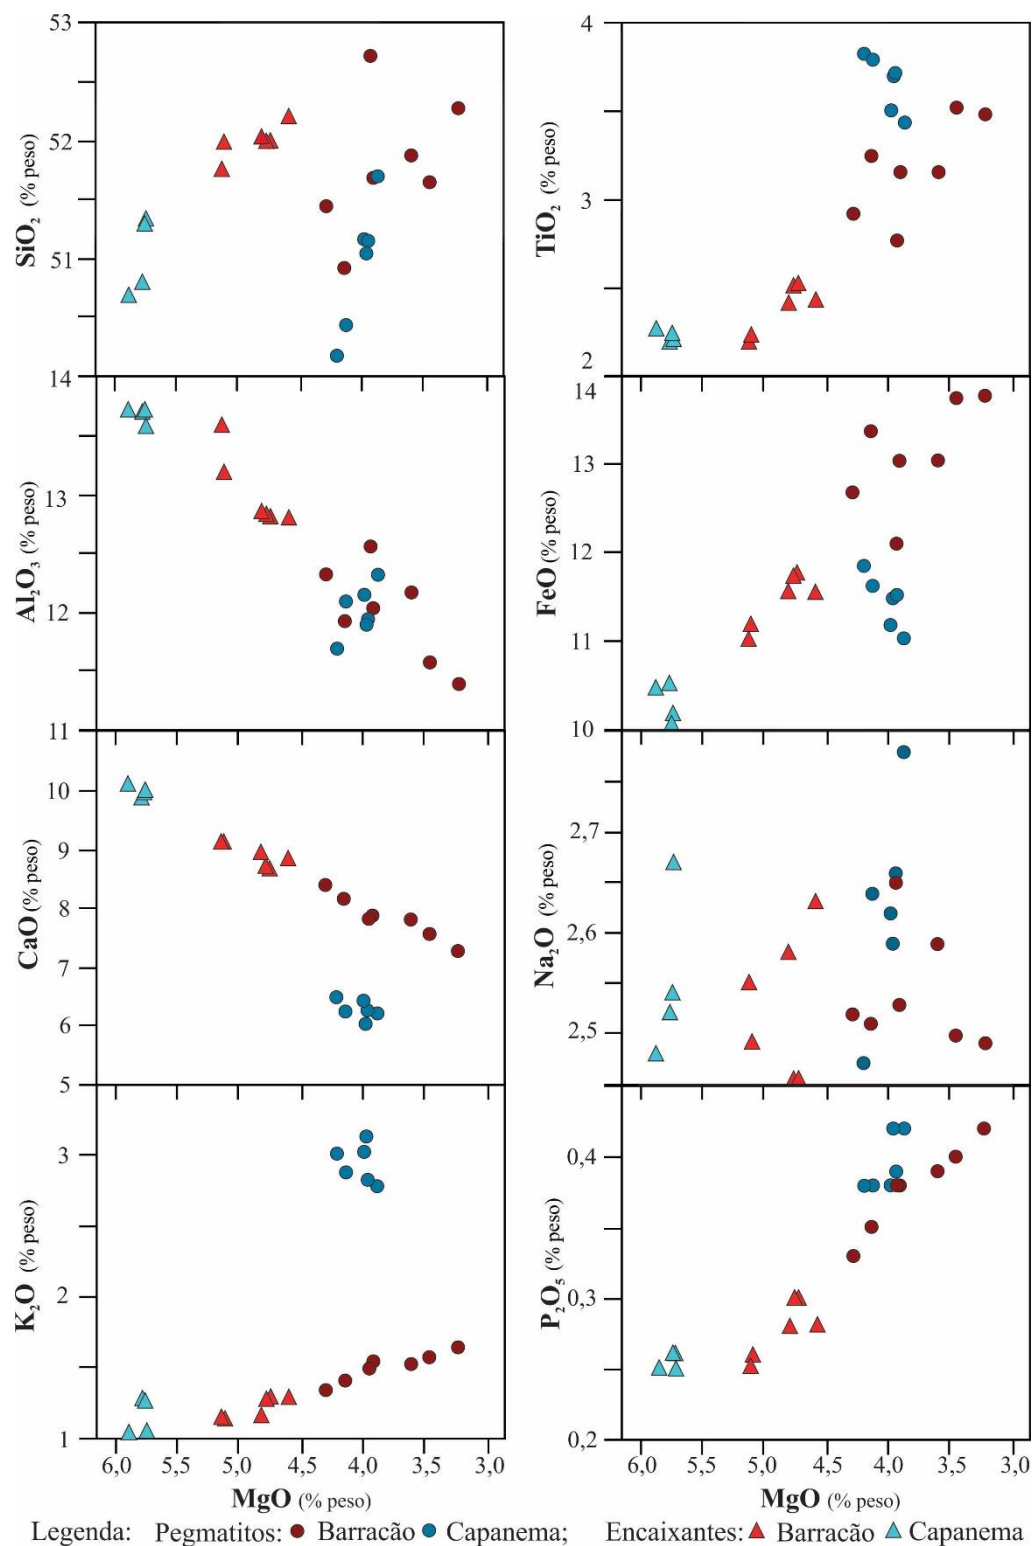 53
52
51
SiO₂ (% peso)
4
3
2
TiO₂ (% peso)
14
13
12
11
Al₂O₃ (% peso)
14
13
12
11
10
FeO (% peso)
10
9
8
7
6
5
CaO (% peso)
2,7
2,6
2,5
Na₂O (% peso)
3
2
1
K₂O (% peso)
0,4
0,3
0,2
P₂O₅ (% peso)
6,0 5,5 5,0 4,5 4,0 3,5 3,0
MgO (% peso)
6,0 5,5 5,0 4,5 4,0 3,5 3,0
MgO (% peso)
Legenda: Pegmatitos: Barracão Capanema; Encaixantes: Barracão Capanema